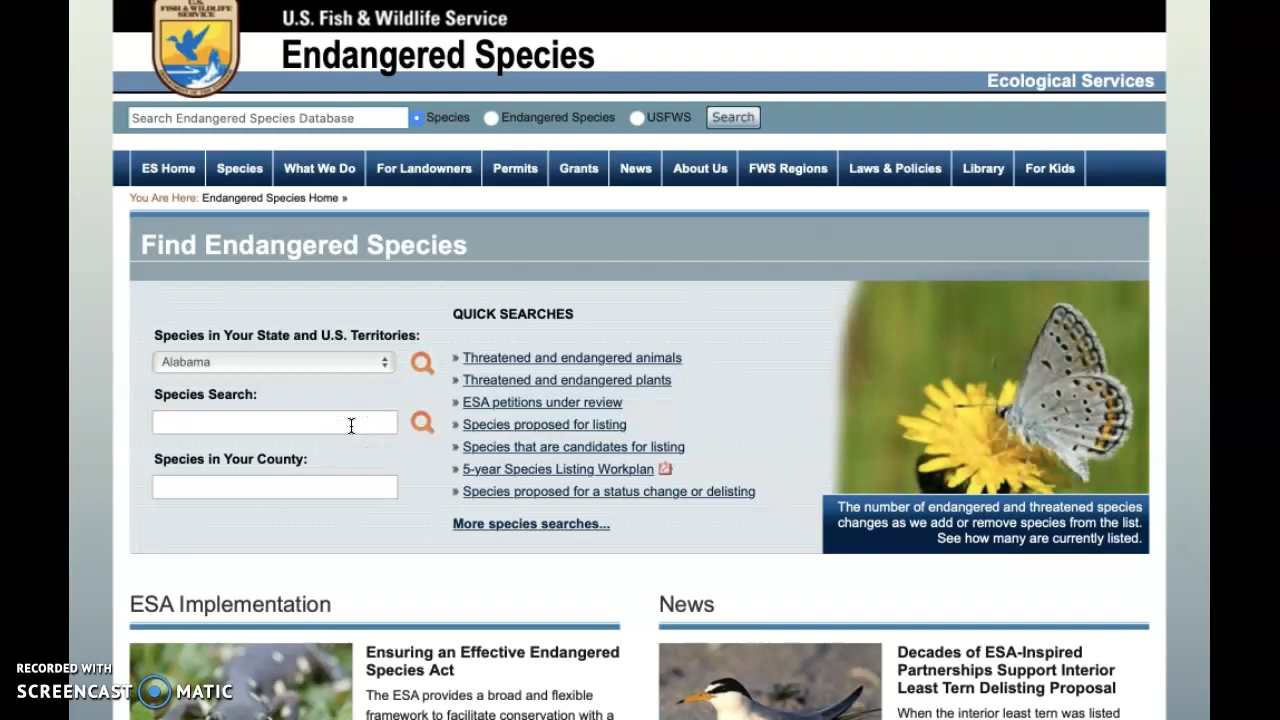 U.S.
FISH & WILDLIFE
SERVICE
U.S. Fish & Wildlife Service
Endangered Species
Ecological Services
Search Endangered Species Database Species Endangered Species USFWS Search
ES Home Species What We Do For Landowners Permits Grants News About Us FWS Regions Laws & Policies Library For Kids
You Are Here: Endangered Species Home »
Find Endangered Species
Species in Your State and U.S. Territories:
Alabama
Species Search:
Species in Your County:
QUICK SEARCHES
» Threatened and endangered animals
» Threatened and endangered plants
» ESA petitions under review
» Species proposed for listing
» Species that are candidates for listing
» 5-year Species Listing Workplan
» Species proposed for a status change or delisting
More species searches...
The number of endangered and threatened species
changes as we add or remove species from the list.
See how many are currently listed.
ESA Implementation
Ensuring an Effective Endangered
Species Act
The ESA provides a broad and flexible
framework to facilitate conservation with a
News
Decades of ESA-Inspired
Partnerships Support Interior
Least Tern Delisting Proposal
When the interior least tern was listed
RECORDED WITH
SCREENCAST MATIC